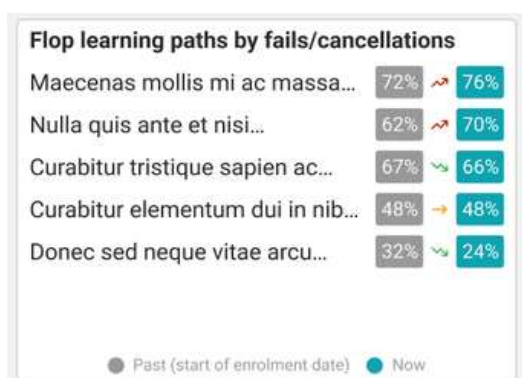 Flop learning paths by fails/cancellations
Maecenas mollis mi ac massa... 72% 76%
Nulla quis ante et nisi... 62% 70%
Curabitur tristique sapien ac... 67% 66%
Curabitur elementum dui in nib... 48% 48%
Donec sed neque vitae arcu... 32% 24%
Past (start of enrolment date) Now